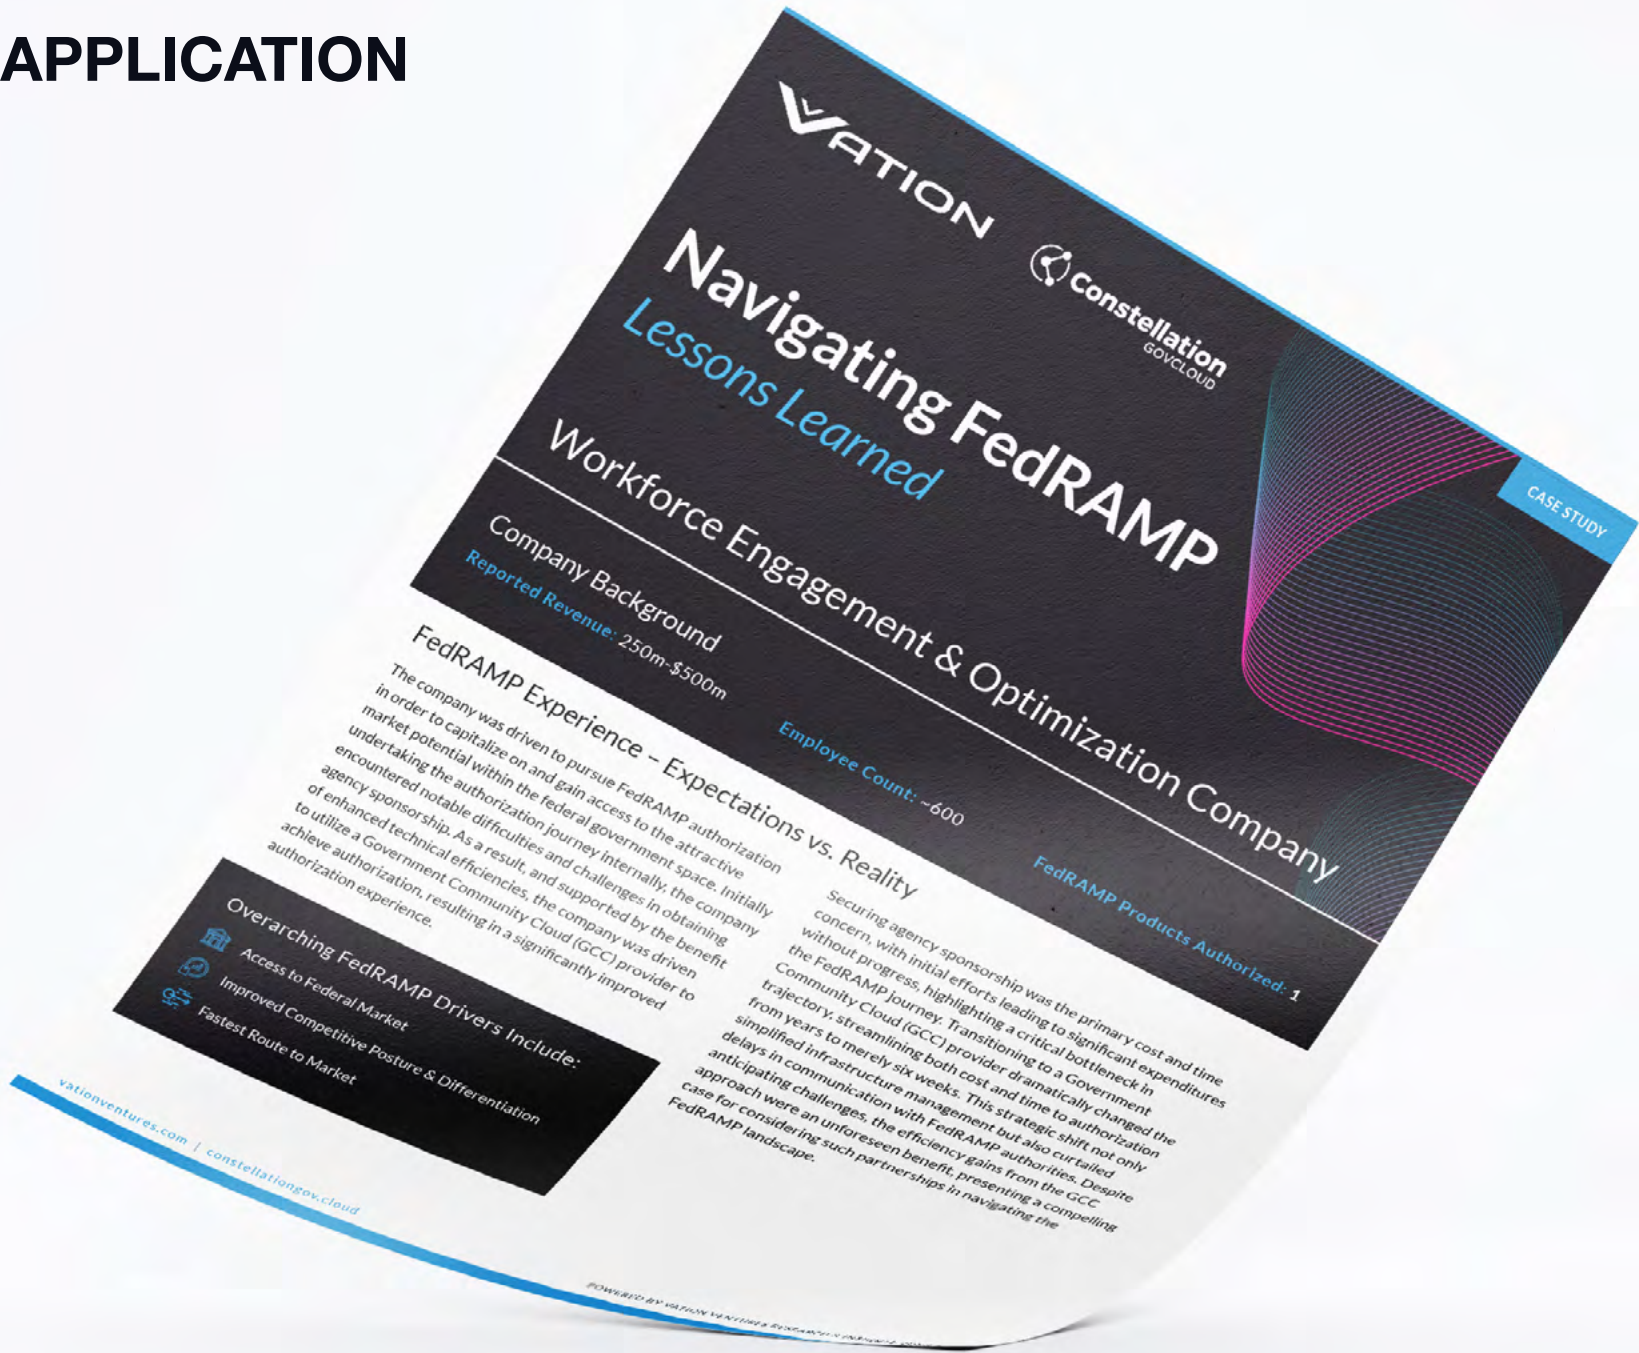 APPLICATION
VATION
Constellation
GOVCLOUD
CASE STUDY
Navigating FedRAMP
Lessons Learned
Workforce Engagement & Optimization Company
Company Background
Reported Revenue: 250m-$500m
Employee Count: ~600
FedRAMP Products Authorized: 1
FedRAMP Experience – Expectations vs. Reality
The company was driven to pursue FedRAMP authorization
in order to capitalize on and gain access to the attractive
market potential within the federal government space. Initially
undertaking the authorization journey internally, the company
encountered notable difficulties and challenges in obtaining
agency sponsorship. As a result, and supported by the benefit
of enhanced technical efficiencies, the company was driven
to utilize a Government Community Cloud (GCC) provider to
achieve authorization, resulting in a significantly improved
authorization experience.
Securing agency sponsorship was the primary cost and time
concern, with initial efforts leading to significant expenditures
without progress, highlighting a critical bottleneck in
the FedRAMP journey. Transitioning to a Government
Community Cloud (GCC) provider dramatically changed the
trajectory, streamlining both cost and time to authorization
from years to merely six weeks. This strategic shift not only
simplified infrastructure management but also curtailed
delays in communication with FedRAMP authorities. Despite
anticipating challenges, the efficiency gains from the GCC
approach were an unforeseen benefit, presenting a compelling
case for considering such partnerships in navigating the
FedRAMP landscape.
Overarching FedRAMP Drivers Include:
Access to Federal Market
Improved Competitive Posture & Differentiation
Fastest Route to Market
vationventures.com | constellationgov.cloud
POWERED BY VATION VENTURES RESEARCH